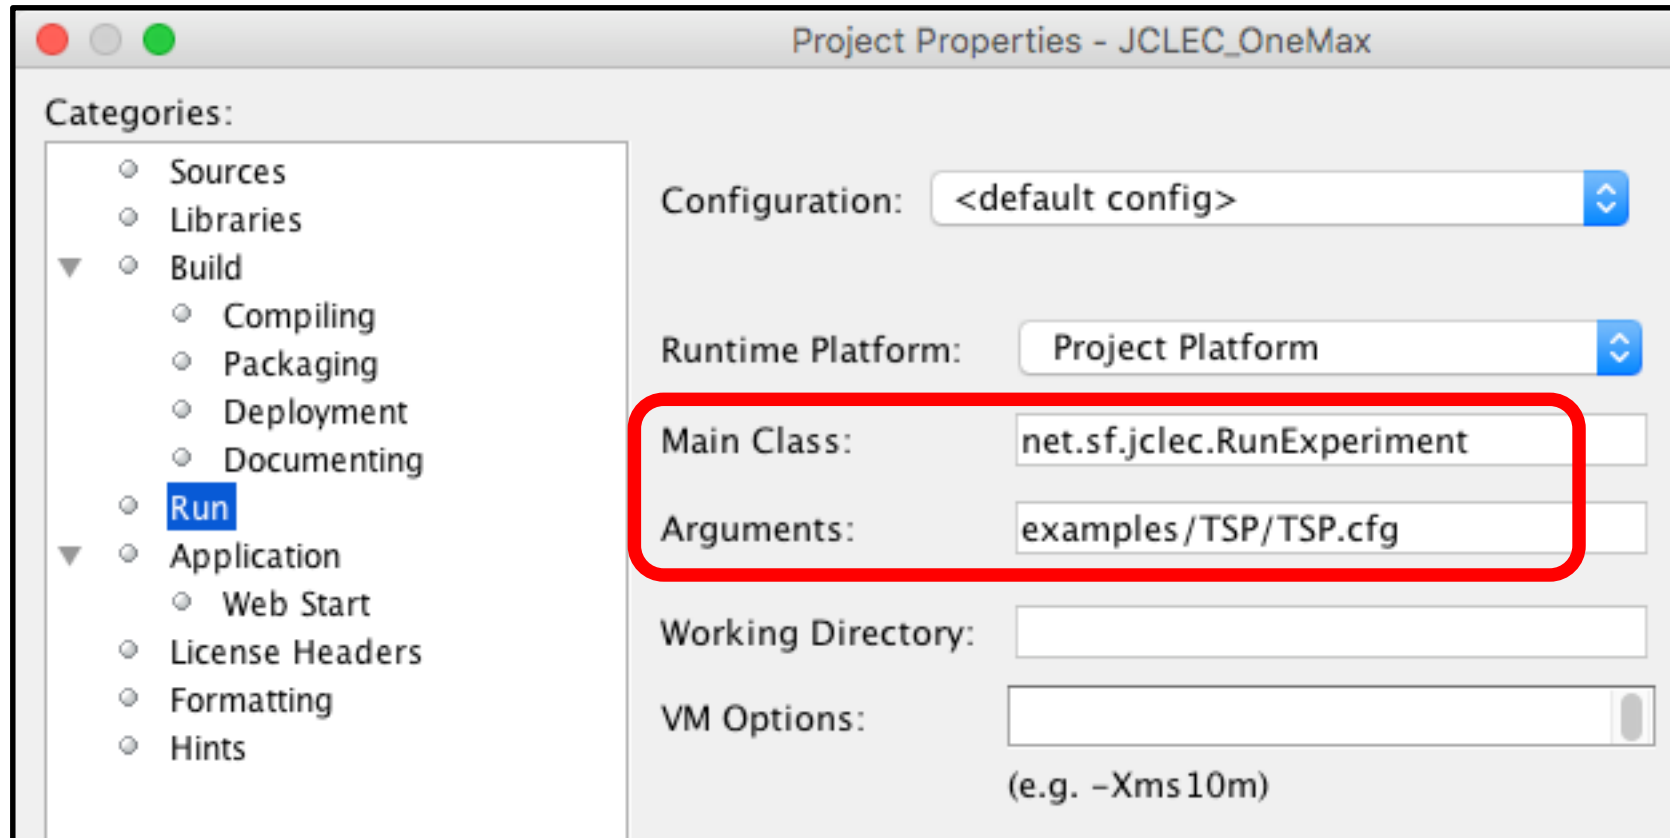 Project Properties - JCLEC_OneMax
Categories:
Sources
Libraries
Build
Compiling
Packaging
Deployment
Documenting
Run
Application
Web Start
License Headers
Formatting
Hints
Configuration: <default config>
Runtime Platform: Project Platform
Main Class: net.sf.jclec.RunExperiment
Arguments: examples/TSP/TSP.cfg
Working Directory:
VM Options:
(e.g. -Xms10m)